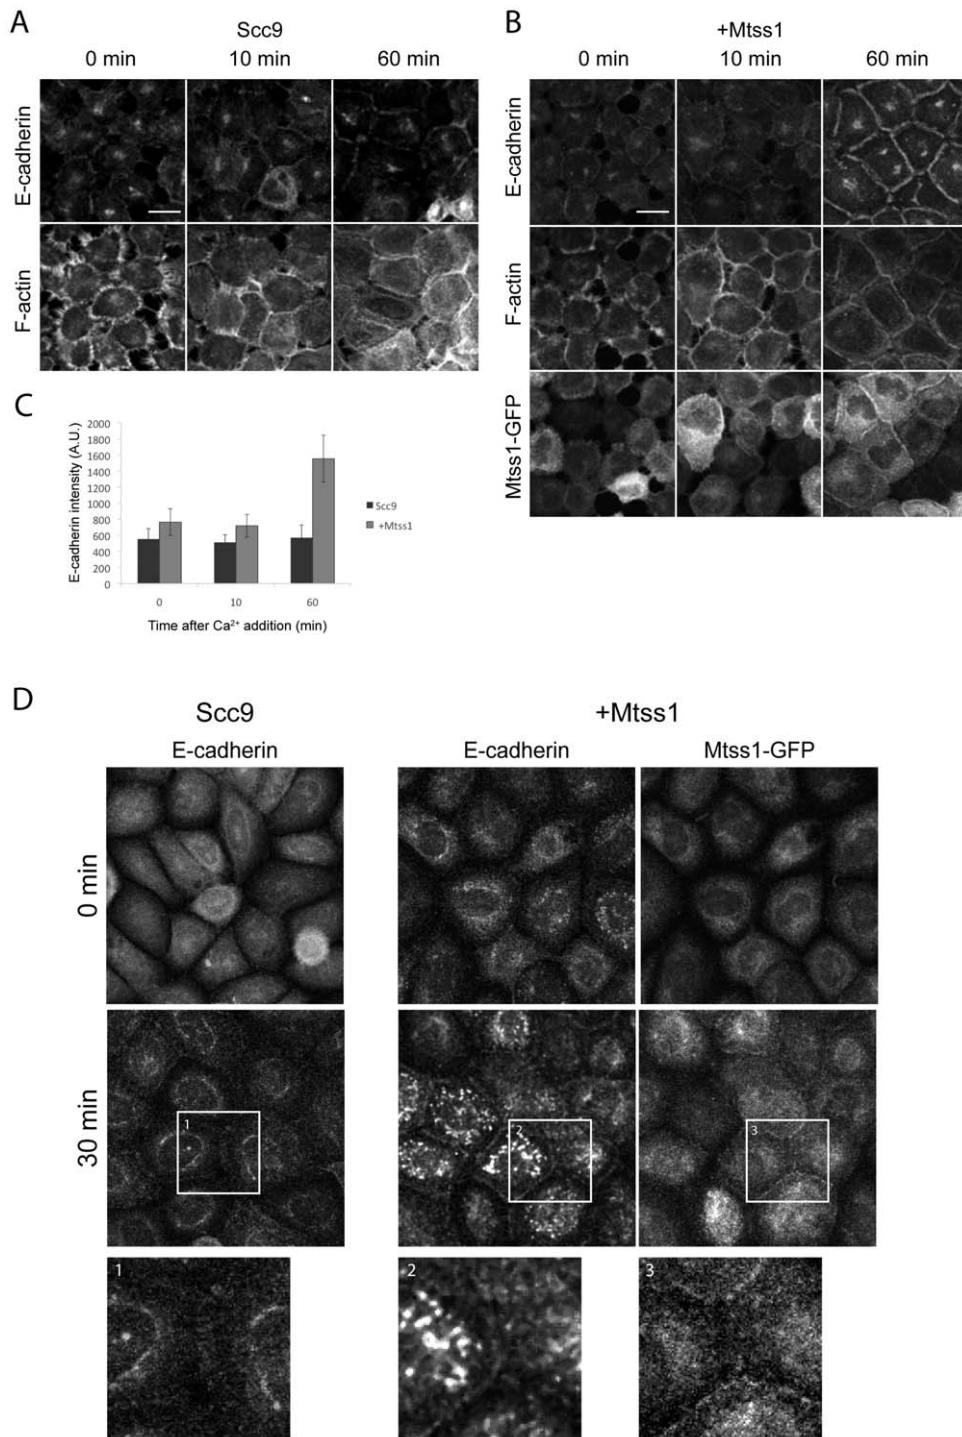 A
Scc9
0 min 10 min 60 min
E-cadherin
F-actin
B
+Mtss1
0 min 10 min 60 min
E-cadherin
F-actin
Mtss1-GFP
C
E-cadherin intensity (A.U.)
2000
1800
1600
1400
1200
1000
800
600
400
200
0
0 10 60
Time after Ca²⁺ addition (min)
Scc9
+Mtss1
D
Scc9 +Mtss1
E-cadherin E-cadherin Mtss1-GFP
0 min
30 min
1 2 3
1 2 3